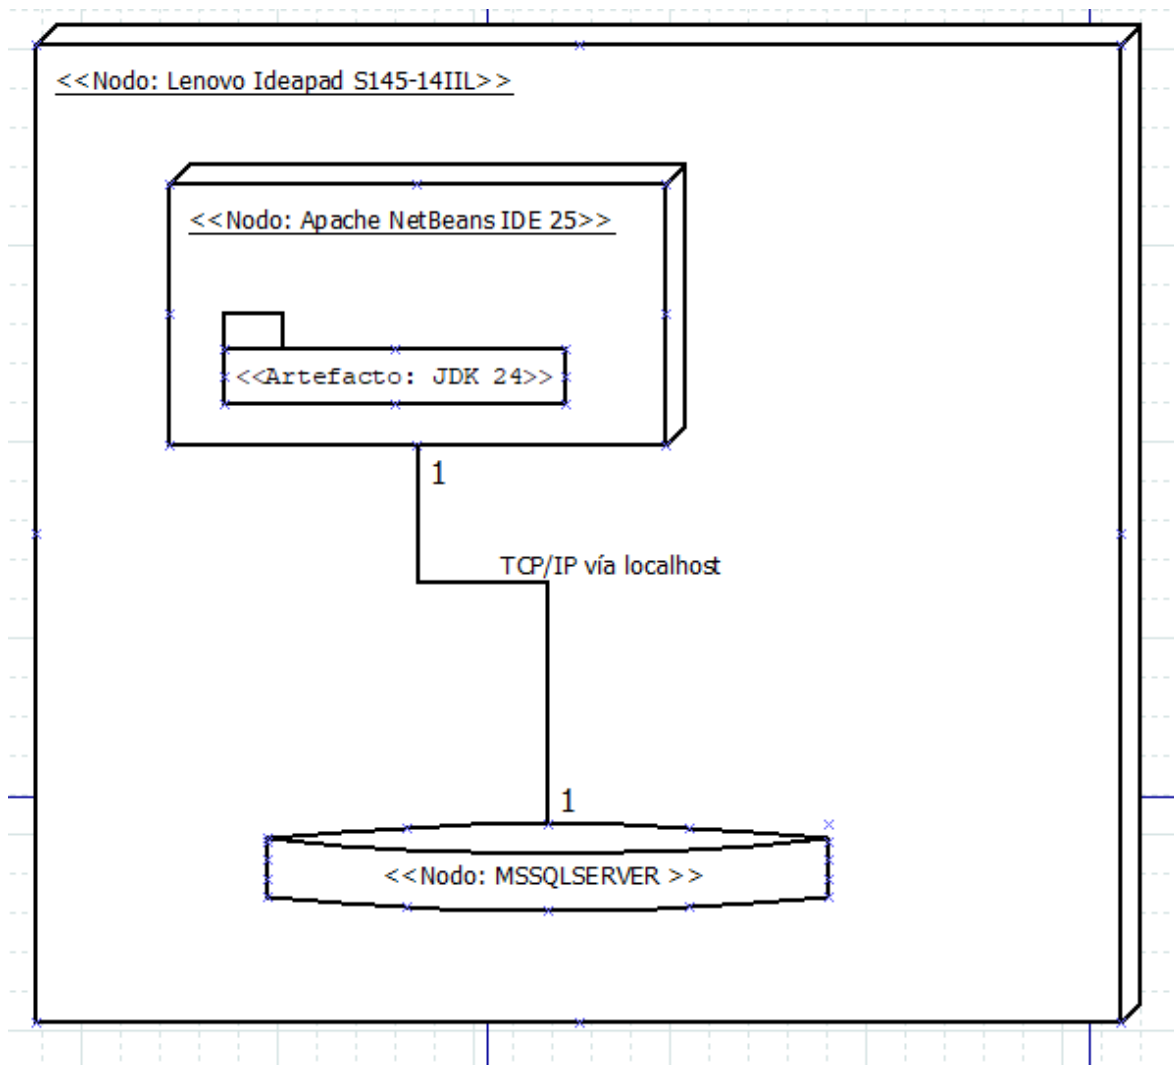 <<Nodo: Lenovo Ideapad S145-14IIL>>
<<Nodo: Apache NetBeans IDE 25>>
<<Artefacto: JDK 24>>
1
TCP/IP vía localhost
1
<<Nodo: MSSQLSERVER >>